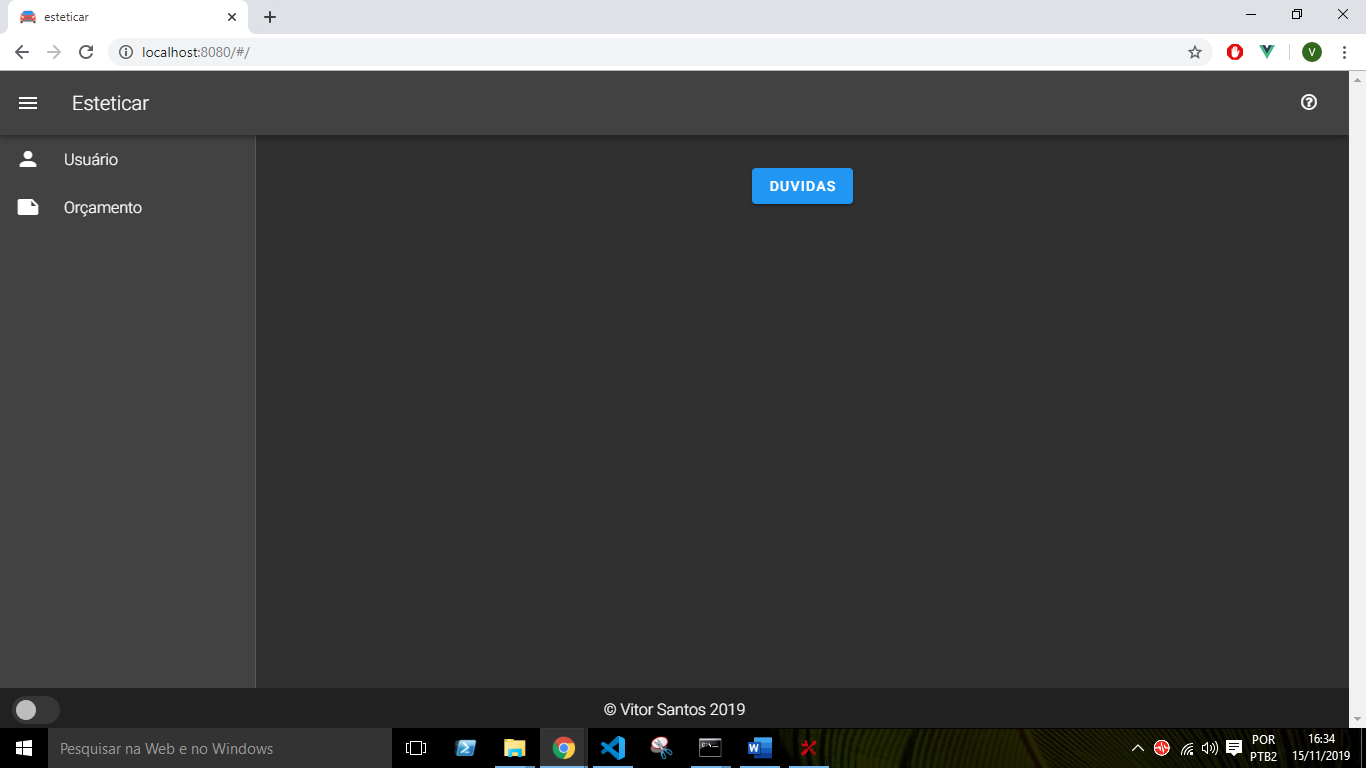 esteticar
localhost:8080/#/
V
Esteticar
Usuário
Orçamento
DUVIDAS
© Vitor Santos 2019
Pesquisar na Web e no Windows
POR
PTB2
16:34
15/11/2019